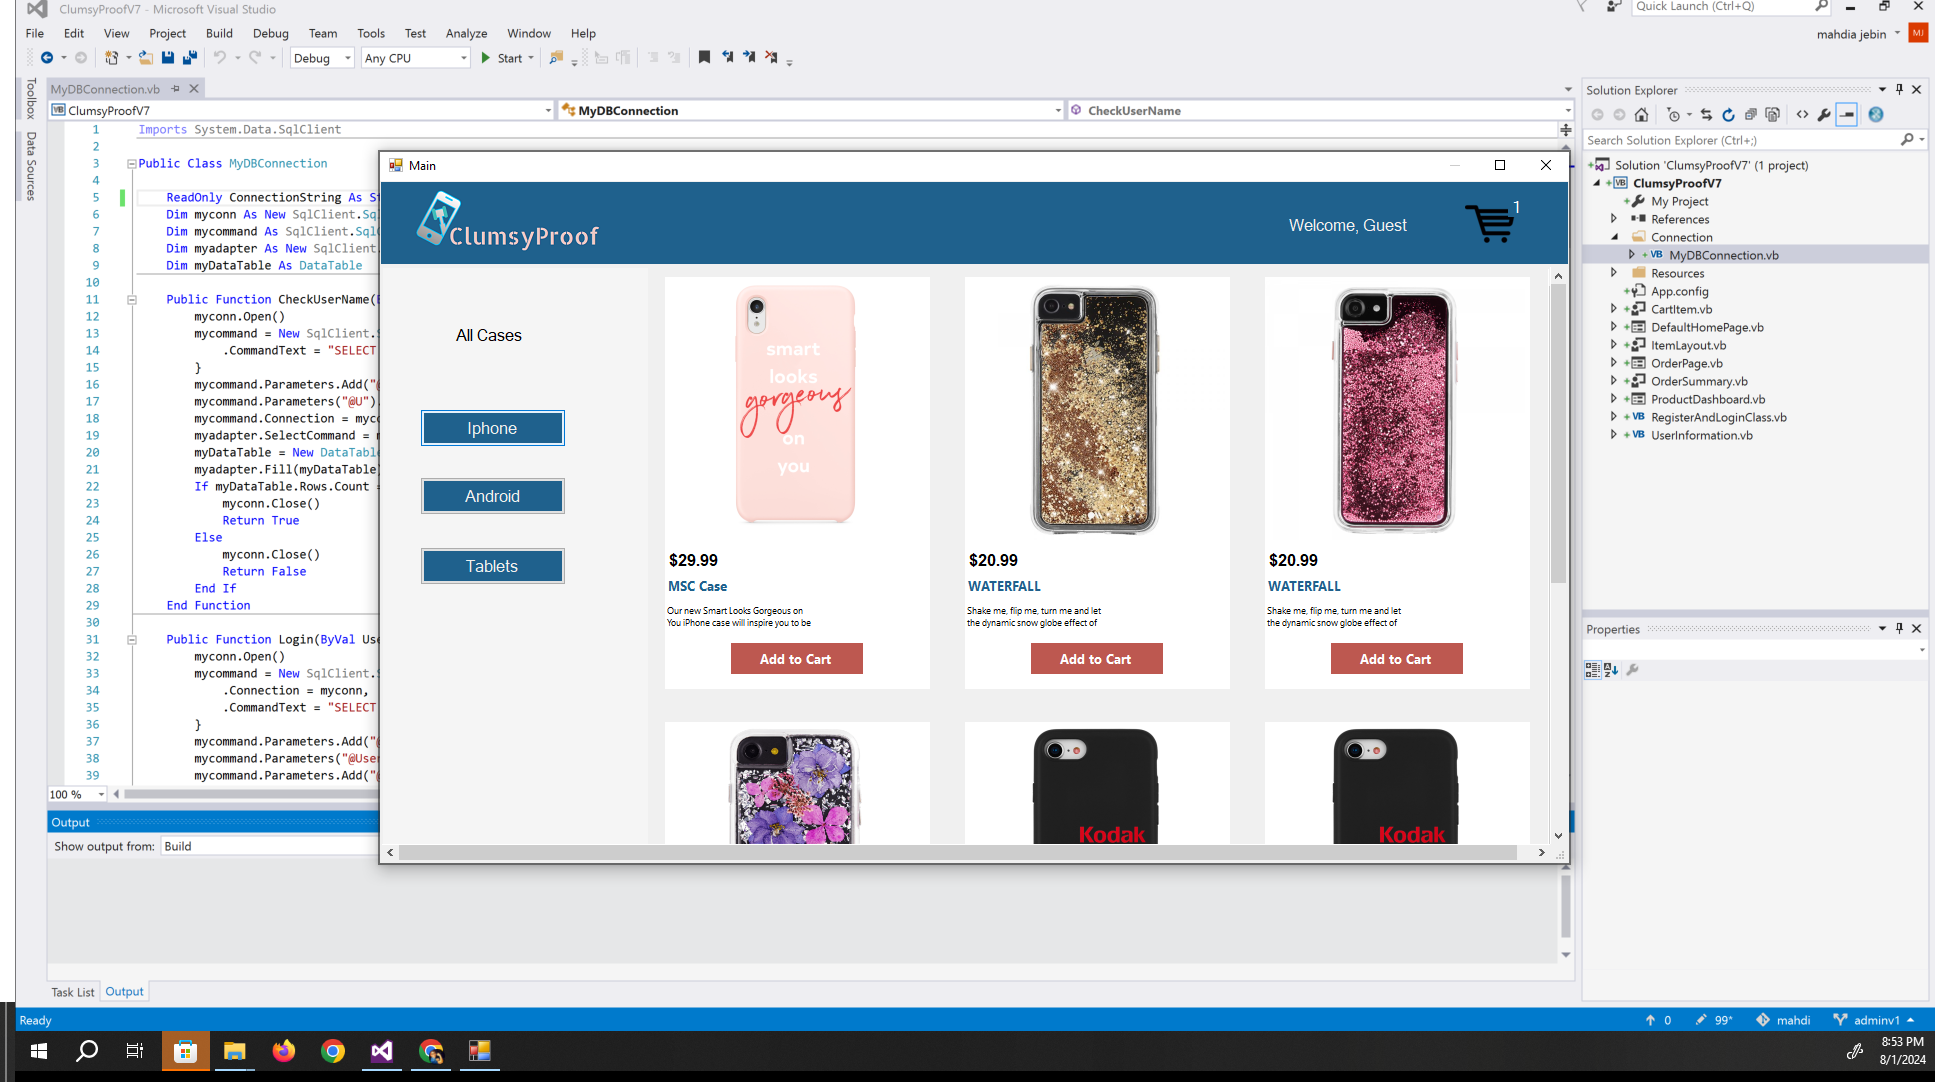 ClumsyProofV7 - Microsoft Visual Studio
Quick Launch (Ctrl+Q)
File Edit View Project Build Debug Team Tools Test Analyze Window Help
mahdia jebin MJ
Debug Any CPU Start
Toolbox
Data Sources
MyDBConnection.vb
ClumsyProofV7 MyDBConnection CheckUserName
1 Imports System.Data.SqlClient
2
3 Public Class MyDBConnection
4
5 ReadOnly ConnectionString As
6 Dim myconn As New SqlClient.
7 Dim mycommand As SqlClient.
8 Dim myadapter As New SqlClient.
9 Dim myDataTable As DataTable
10
11 Public Function CheckUserName(
12 myconn.Open()
13 mycommand = New SqlClient.
14 .CommandText = "SELECT
15 }
16 mycommand.Parameters.Add("
17 mycommand.Parameters("@U")
18 mycommand.Connection =
19 myadapter.SelectCommand =
20 myDataTable = New
21 myadapter.Fill(myDataTable
22 If myDataTable.Rows.Count =
23 myconn.Close()
24 Return True
25 Else
26 myconn.Close()
27 Return False
28 End If
29 End Function
30
31 Public Function Login(ByVal
32 myconn.Open()
33 mycommand = New SqlClient.
34 .Connection = myconn,
35 .CommandText = "SELECT
36 }
37 mycommand.Parameters.Add("
38 mycommand.Parameters("@User
39 mycommand.Parameters.Add("
100 %
Output
Show output from: Build
Task List Output
Main
ClumsyProof
Welcome, Guest
1
All Cases
Iphone
Android
Tablets
smart
looks
gorgeous
on
you
$29.99
MSC Case
Our new Smart Looks Gorgeous on
You iPhone case will inspire you to be
Add to Cart
$20.99
WATERFALL
Shake me, flip me, turn me and let
the dynamic snow globe effect of
Add to Cart
$20.99
WATERFALL
Shake me, flip me, turn me and let
the dynamic snow globe effect of
Add to Cart
Kodak
Kodak
Solution Explorer
Search Solution Explorer (Ctrl+;)
Solution 'ClumsyProofV7' (1 project)
ClumsyProofV7
My Project
References
Connection
MyDBConnection.vb
Resources
App.config
CartItem.vb
DefaultHomePage.vb
ItemLayout.vb
OrderPage.vb
OrderSummary.vb
ProductDashboard.vb
RegisterAndLoginClass.vb
UserInformation.vb
Properties
Ready
0 99* mahdi adminv1
8:53 PM
8/1/2024